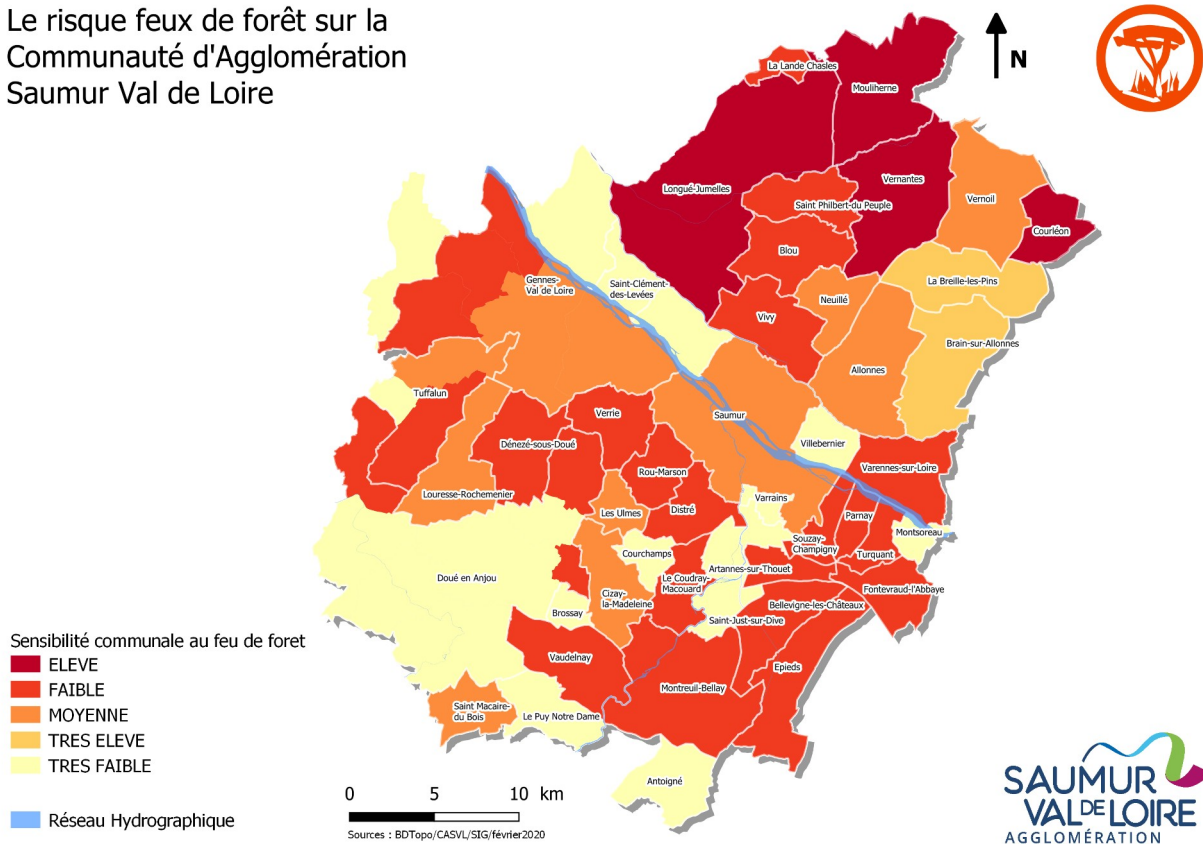 Le risque feux de forêt sur la
Communauté d'Agglomération
Saumur Val de Loire
N
La Lande Chasles
Mouliherne
Longué-Jumelles
Vernantes
Saint Philbert-du Peuple
Vernoil
Courléon
Blou
Gennes-
Val de Loire
Saint-Clément-
des-Levées
La Breille-les-Pins
Neuillé
Vivy
Brain-sur-Allonnes
Allonnes
Tuffalun
Verrie
Saumur
Dénezé-sous-Doué
Villebernier
Rou-Marson
Varennes-sur-Loire
Louresse-Rochemenier
Varrains
Les Ulmes
Distré
Parnay
Montsoreau
Souzay-
Champigny
Courchamps
Turquant
Artannes-sur-Thouet
Doué en Anjou
Le Coudray-
Macouard
Fontevraud-l'Abbaye
Cizay-
la-Madeleine
Bellevigne-les-Châteaux
Brossay
Saint-Just-sur-Dive
Vaudelnay
Epieds
Montreuil-Bellay
Saint Macaire-
du Bois
Le Puy Notre Dame
Antoigné
Sensibilité communale au feu de foret
ELEVE
FAIBLE
MOYENNE
TRES ELEVE
TRES FAIBLE
Réseau Hydrographique
0 5 10 km
Sources : BDTopo/CASVL/SIG/février2020
SAUMUR
VAL DE LOIRE
AGGLOMÉRATION